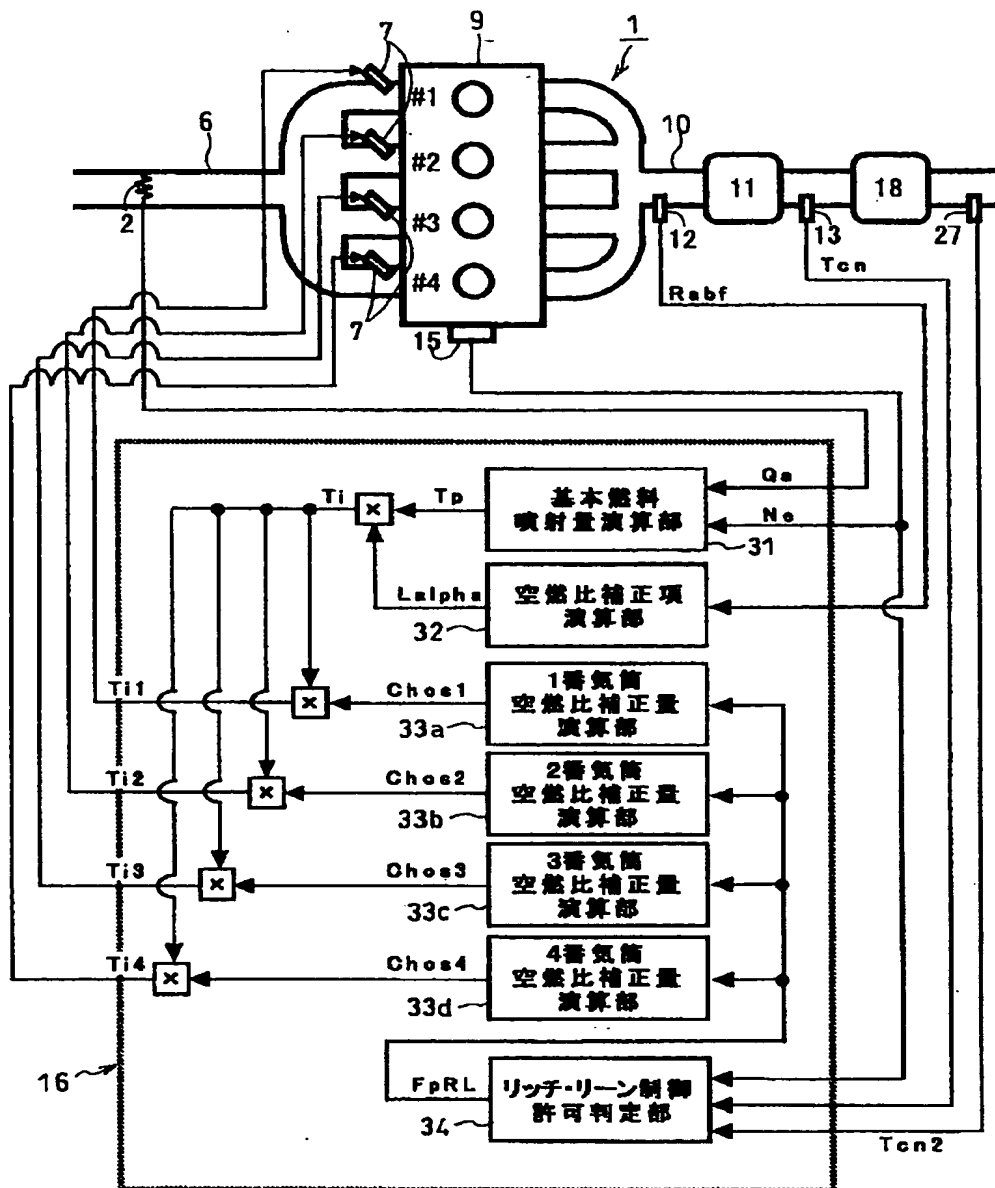 7
9
1
#1
6
10
#2
11
18
2
#3
12
13
27
#4
Tcn
Rabf
7
15
Qa
Ti
Tp
基本燃料
噴射量演算部
Ne
31
Lalpha
空燃比補正項
演算部
32
1番気筒
空燃比補正量
演算部
Ti1
Chos1
33a
2番気筒
空燃比補正量
演算部
Ti2
Chos2
33b
3番気筒
空燃比補正量
演算部
Ti3
Chos3
33c
4番気筒
空燃比補正量
演算部
Ti4
Chos4
33d
16
FpRL
リッチ・リーン制御
許可判定部
34
Tcn2